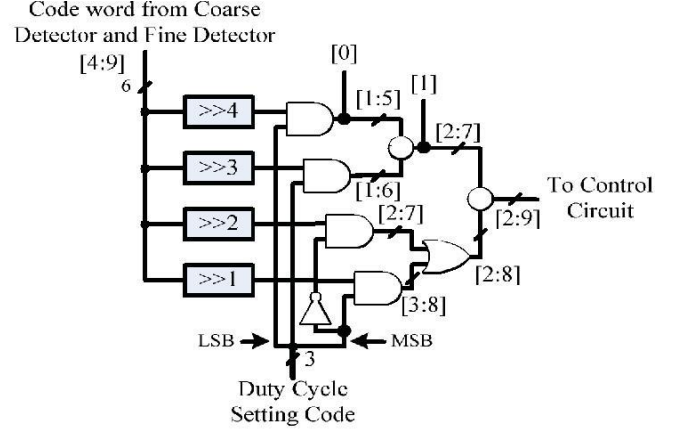 Code word from Coarse
Detector and Fine Detector
[4:9]
6
[0]
[1]
>>4
[1:5]
[2:7]
>>3
[1:6]
To Control
Circuit
>>2
[2:7]
[2:9]
>>1
[3:8]
[2:8]
LSB
MSB
3
Duty Cycle
Setting Code